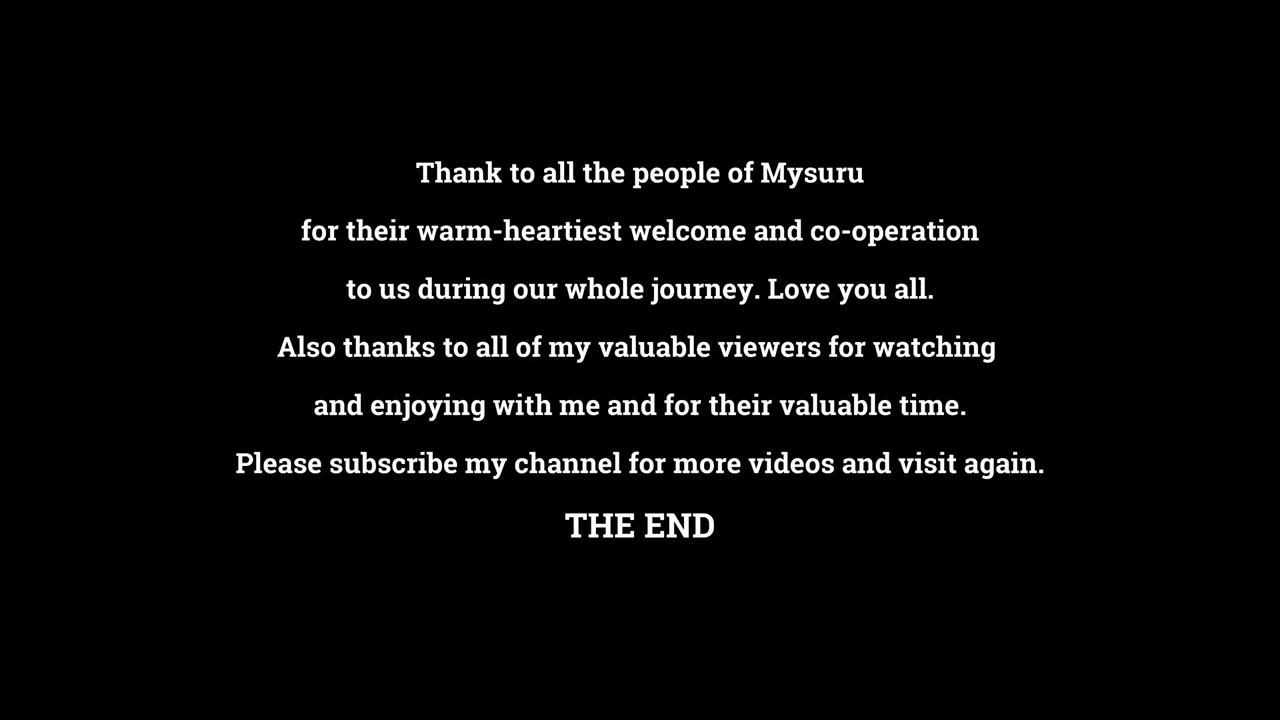 Thank to all the people of Mysuru
for their warm-heartiest welcome and co-operation
to us during our whole journey. Love you all.
Also thanks to all of my valuable viewers for watching
and enjoying with me and for their valuable time.
Please subscribe my channel for more videos and visit again.
THE END